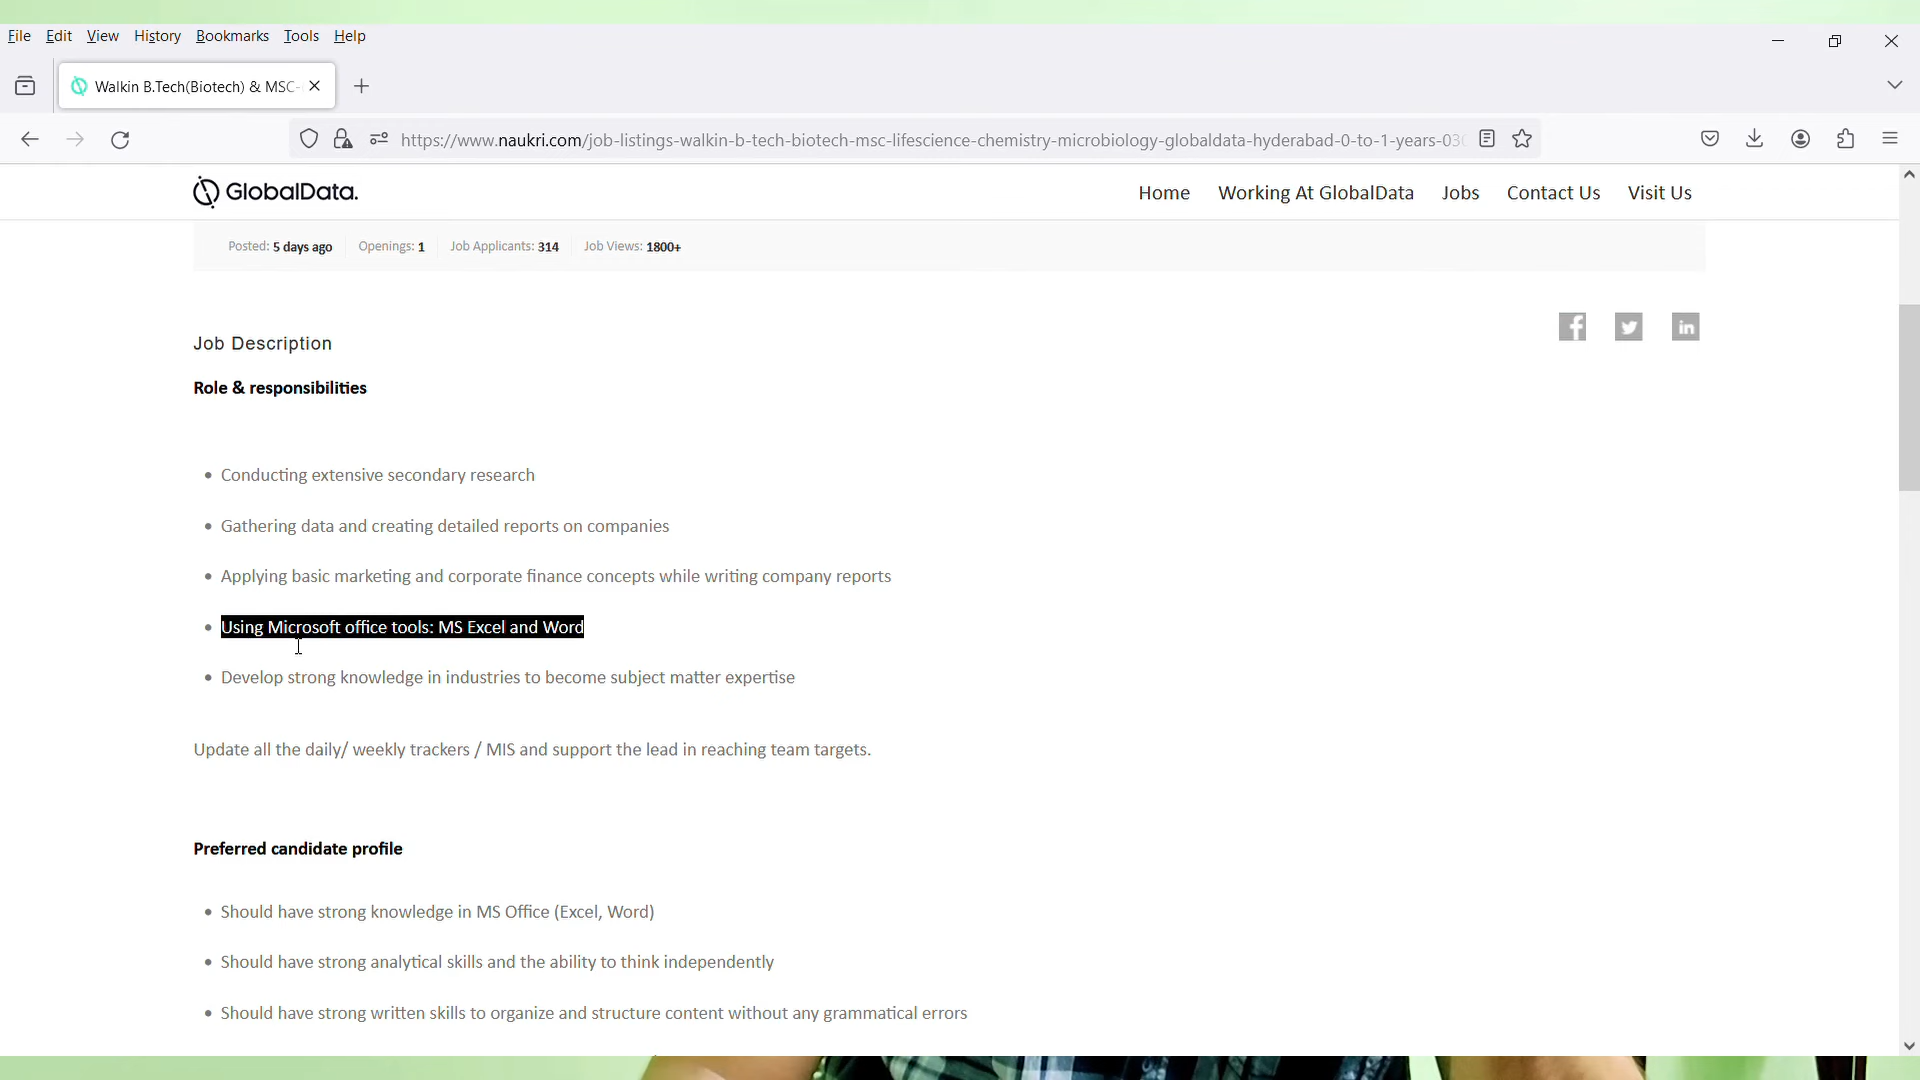 File Edit View History Bookmarks Tools Help
Walkin B.Tech(Biotech) & MSC-
https://www.naukri.com/job-listings-walkin-b-tech-biotech-msc-lifescience-chemistry-microbiology-globaldata-hyderabad-0-to-1-years-030
GlobalData.
Home Working At GlobalData Jobs Contact Us Visit Us
Posted: 5 days ago Openings: 1 Job Applicants: 314 Job Views: 1800+
Job Description
Role & responsibilities
• Conducting extensive secondary research
• Gathering data and creating detailed reports on companies
• Applying basic marketing and corporate finance concepts while writing company reports
• Using Microsoft office tools: MS Excel and Word
• Develop strong knowledge in industries to become subject matter expertise
Update all the daily/ weekly trackers / MIS and support the lead in reaching team targets.
Preferred candidate profile
• Should have strong knowledge in MS Office (Excel, Word)
• Should have strong analytical skills and the ability to think independently
• Should have strong written skills to organize and structure content without any grammatical errors